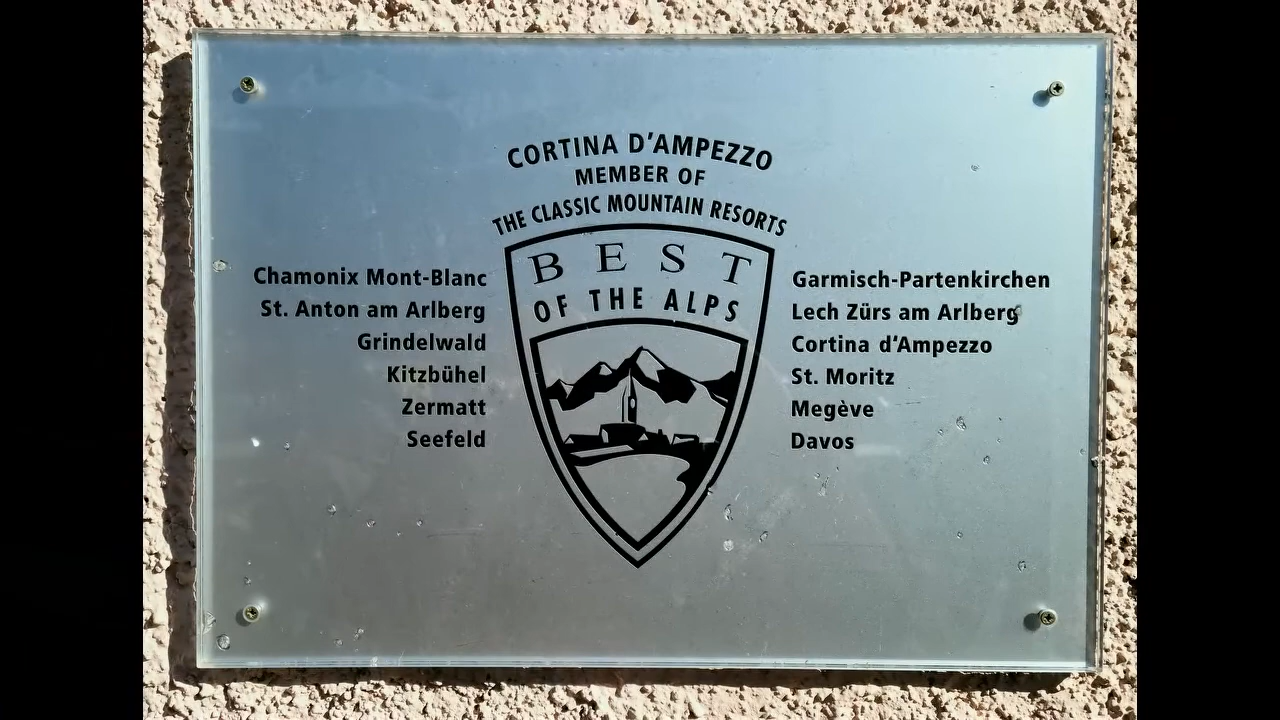 CORTINA D'AMPEZZO
MEMBER OF
THE CLASSIC MOUNTAIN RESORTS
BEST
OF THE ALPS
Chamonix Mont-Blanc
St. Anton am Arlberg
Grindelwald
Kitzbühel
Zermatt
Seefeld
Garmisch-Partenkirchen
Lech Zürs am Arlberg
Cortina d'Ampezzo
St. Moritz
Megève
Davos